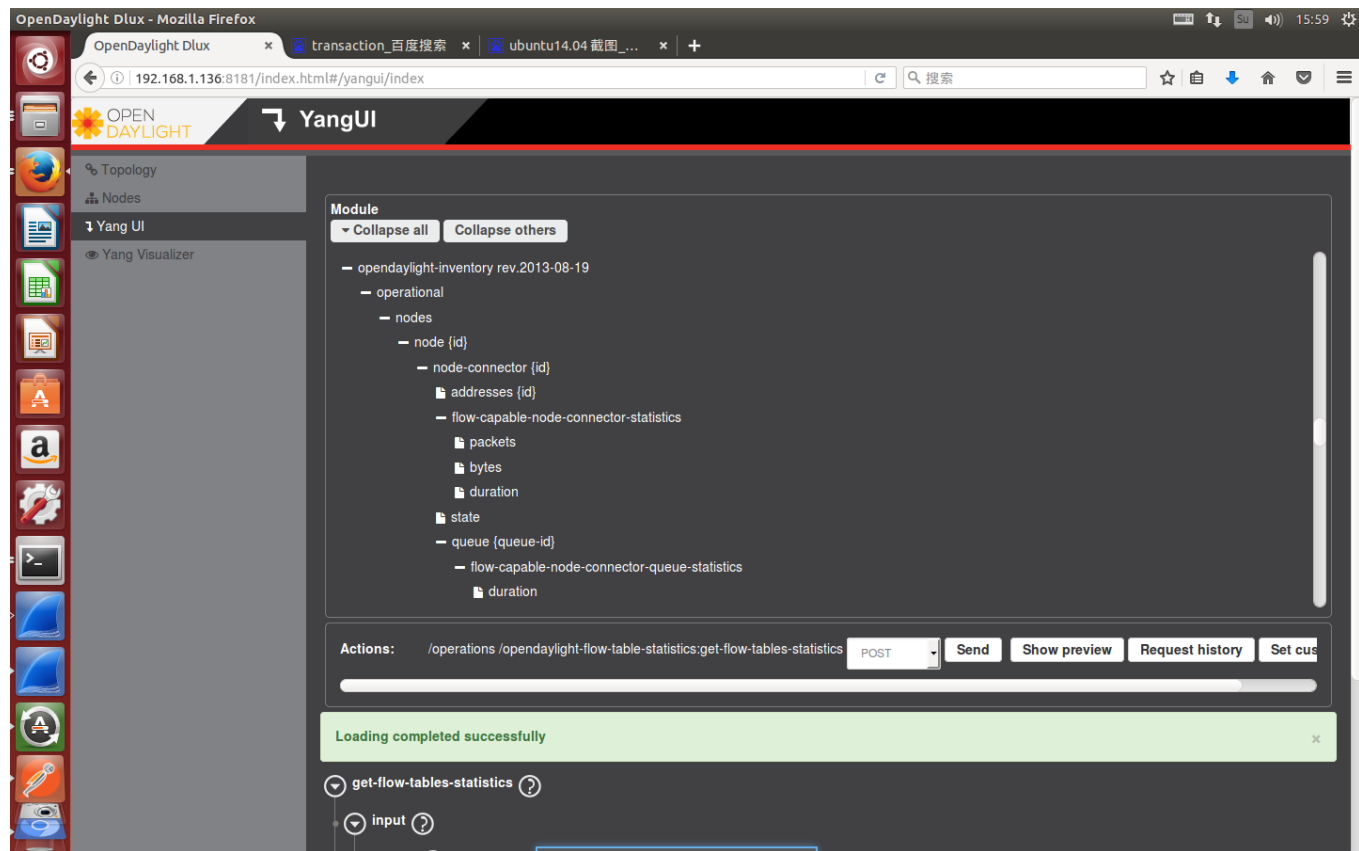 OpenDaylight Dlux - Mozilla Firefox
Su
15:59
OpenDaylight Dlux × transaction_百度搜索 × ubuntu14.04 截图_... × +
192.168.1.136:8181/index.html#/yangui/index
搜索
OPEN
DAYLIGHT
YangUI
Topology
Nodes
Yang UI
Yang Visualizer
Module
Collapse all Collapse others
opendaylight-inventory rev.2013-08-19
operational
nodes
node {id}
node-connector {id}
addresses {id}
flow-capable-node-connector-statistics
packets
bytes
duration
state
queue {queue-id}
flow-capable-node-connector-queue-statistics
duration
Actions: /operations /opendaylight-flow-table-statistics:get-flow-tables-statistics POST Send Show preview Request history Set cus
Loading completed successfully ×
get-flow-tables-statistics ?
input ?